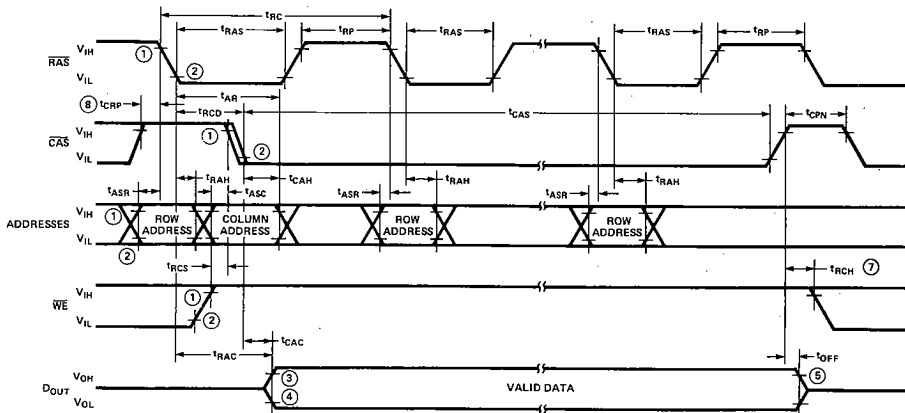 tRC
tRAS tRP tRAS tRAS tRP
VIH
RAS
VIL
① ②
tAR
⑧ tCRP tRCD tCAS tCPN
VIH
CAS
VIL
① ②
tRAH tCAH
tASR tASC tASR tRAH tASR tRAH
ADDRESSES
VIH
VIL
① ②
ROW ADDRESS
COLUMN ADDRESS
ROW ADDRESS
ROW ADDRESS
tRCS tRCH ⑦
VIH
WE
VIL
① ②
tCAC
tRAC tOFF
VOH
DOUT
VOL
③ ④
VALID DATA
⑤